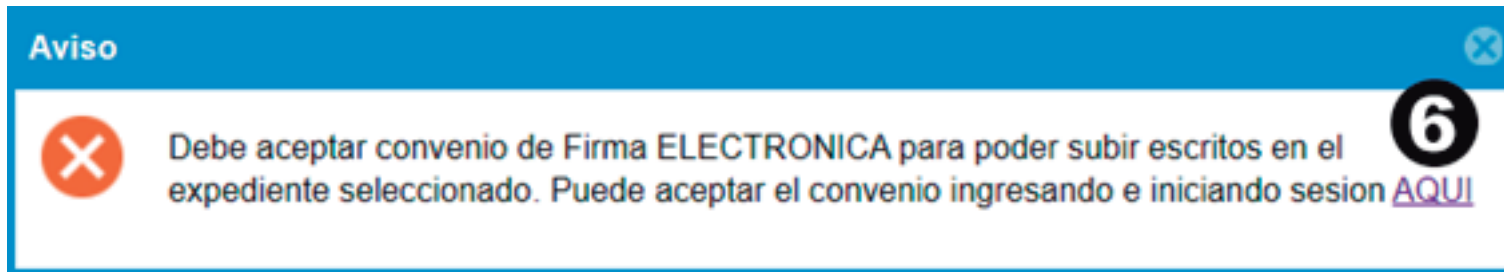 Aviso
6
Debe aceptar convenio de Firma ELECTRONICA para poder subir escritos en el
expediente seleccionado. Puede aceptar el convenio ingresando e iniciando sesion AQUI